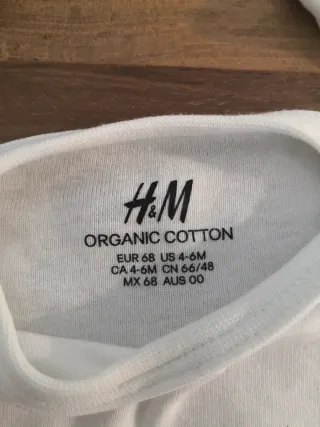 H&M
ORGANIC COTTON
EUR 68 US 4-6M
CA 4-6M CN 66/48
MX 68 AUS 00